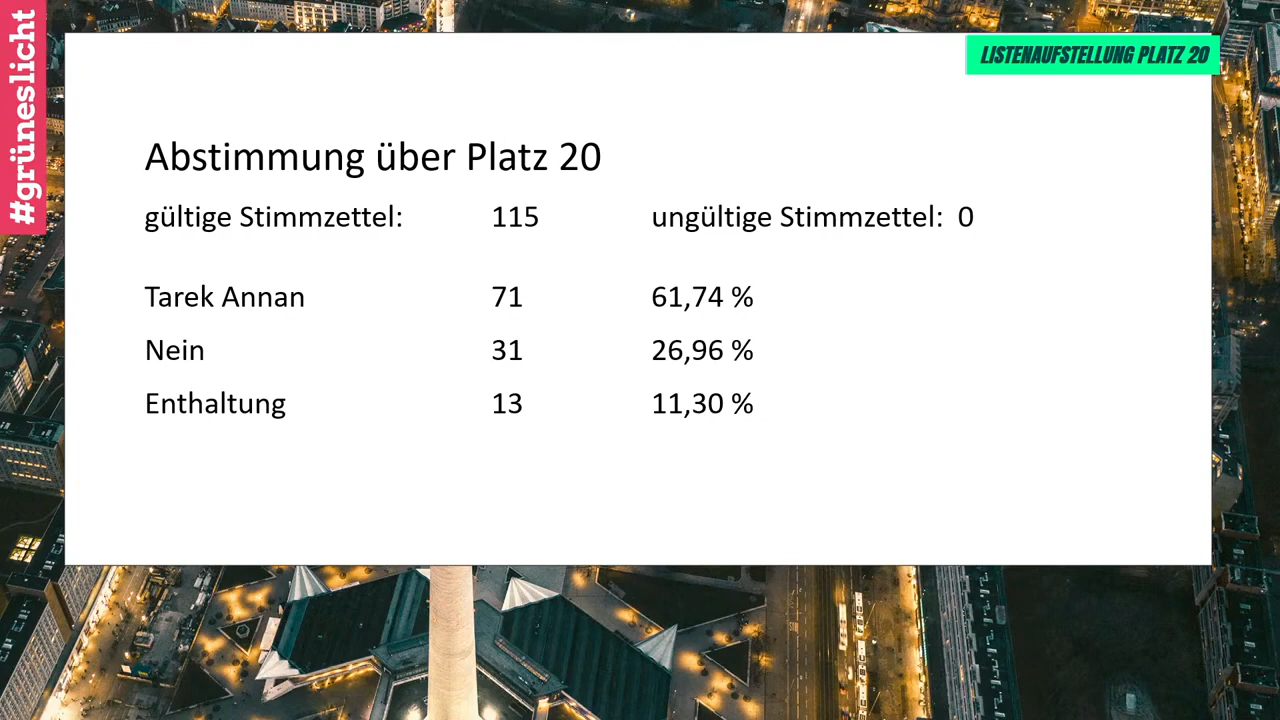 #grüneslicht
LISTENAUFSTELLUNG PLATZ 20
Abstimmung über Platz 20
gültige Stimmzettel: 115 ungültige Stimmzettel: 0
Tarek Annan 71 61,74 %
Nein 31 26,96 %
Enthaltung 13 11,30 %